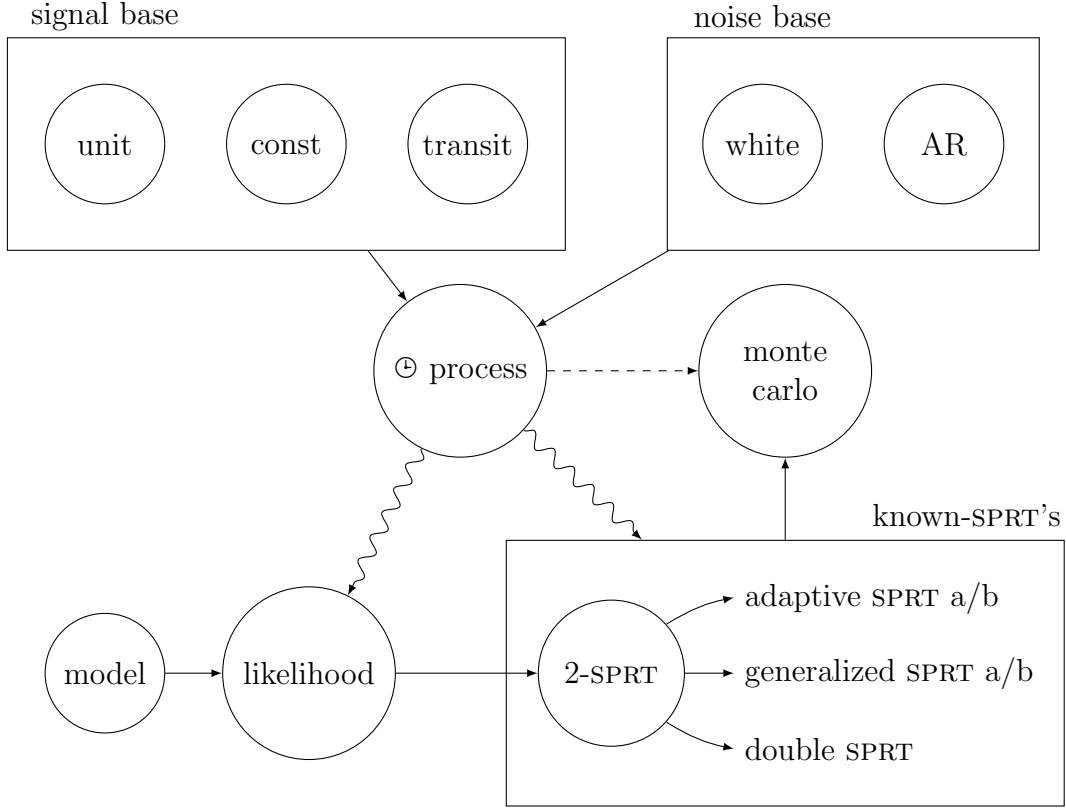 signal base
noise base
unit
const
transit
white
AR
process
monte
carlo
known-SPRT's
model
likelihood
2-SPRT
adaptive SPRT a/b
generalized SPRT a/b
double SPRT